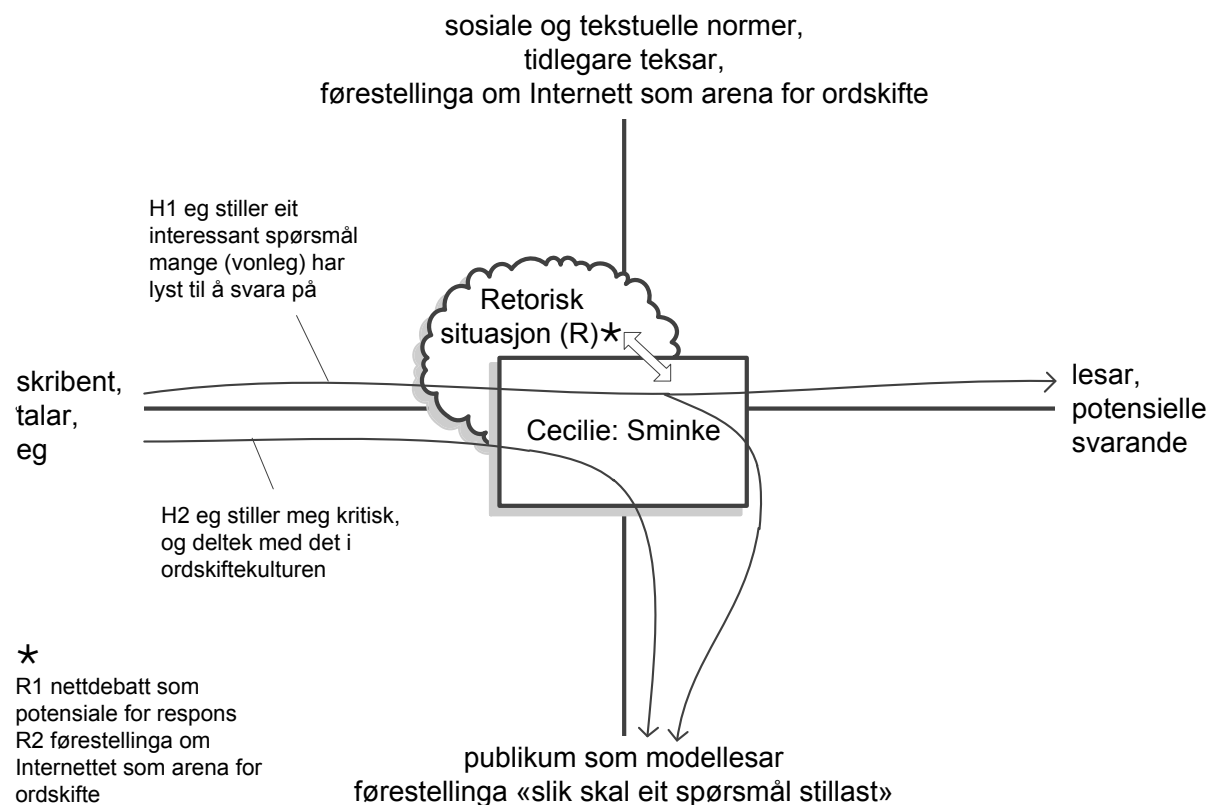 sosiale og tekstuelle normer,
tidlegare teksar,
førestellinga om Internett som arena for ordskifte
H1 eg stiller eit
interessant spørsmål
mange (vonleg) har
lyst til å svara på
Retorisk
situasjon (R)*
skribent,
talar,
eg
lesar,
potensielle
svarande
Cecilie: Sminke
H2 eg stiller meg kritisk,
og deltek med det i
ordskiftekulturen
*
R1 nettdebatt som
potensiale for respons
R2 førestellinga om
Internettet som arena for
ordskifte
publikum som modellesar
førestellinga «slik skal eit spørsmål stillast»